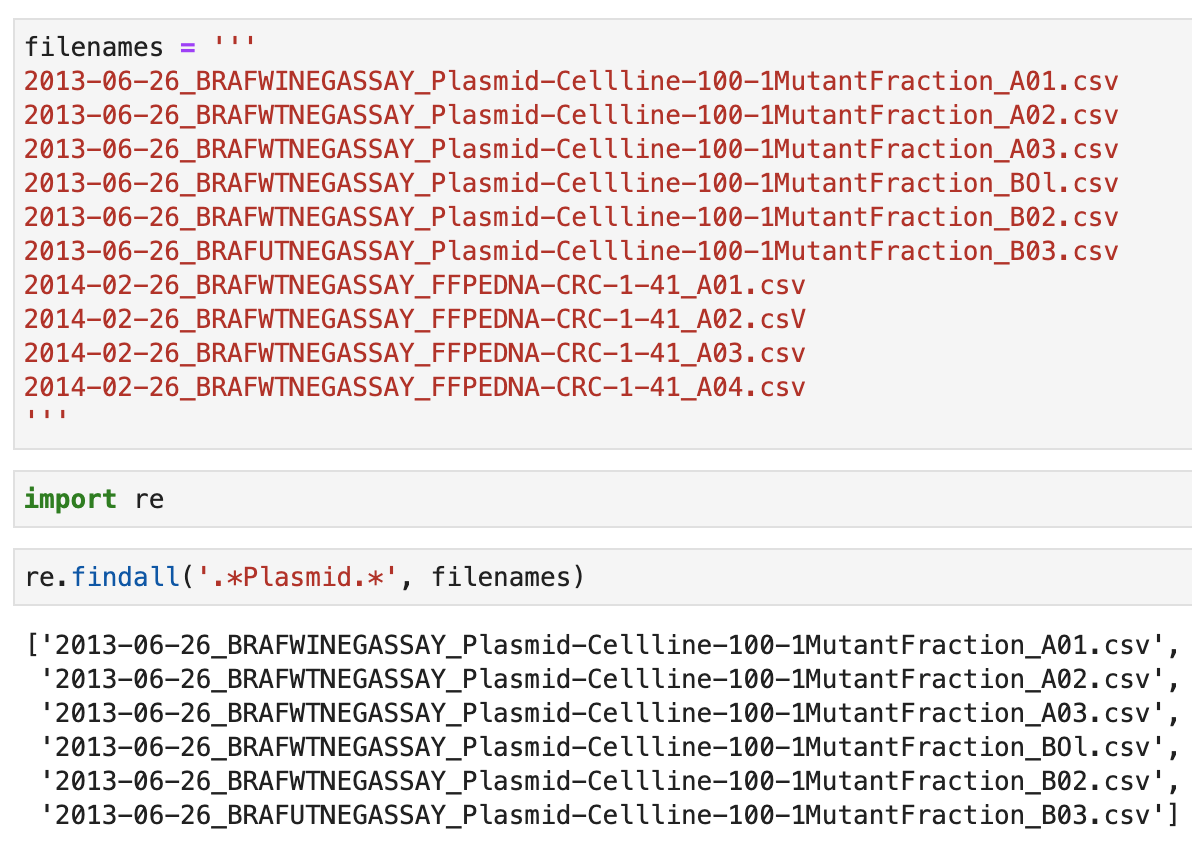 filenames = '''
2013-06-26_BRAFWINEGASSAY_Plasmid-Cellline-100-1MutantFraction_A01.csv
2013-06-26_BRAFWTNEGASSAY_Plasmid-Cellline-100-1MutantFraction_A02.csv
2013-06-26_BRAFWTNEGASSAY_Plasmid-Cellline-100-1MutantFraction_A03.csv
2013-06-26_BRAFWTNEGASSAY_Plasmid-Cellline-100-1MutantFraction_BOl.csv
2013-06-26_BRAFWTNEGASSAY_Plasmid-Cellline-100-1MutantFraction_B02.csv
2013-06-26_BRAFUTNEGASSAY_Plasmid-Cellline-100-1MutantFraction_B03.csv
2014-02-26_BRAFWTNEGASSAY_FFPEDNA-CRC-1-41_A01.csv
2014-02-26_BRAFWTNEGASSAY_FFPEDNA-CRC-1-41_A02.csV
2014-02-26_BRAFWTNEGASSAY_FFPEDNA-CRC-1-41_A03.csv
2014-02-26_BRAFWTNEGASSAY_FFPEDNA-CRC-1-41_A04.csv
'''
import re
re.findall('.*Plasmid.*', filenames)
['2013-06-26_BRAFWINEGASSAY_Plasmid-Cellline-100-1MutantFraction_A01.csv',
'2013-06-26_BRAFWTNEGASSAY_Plasmid-Cellline-100-1MutantFraction_A02.csv',
'2013-06-26_BRAFWTNEGASSAY_Plasmid-Cellline-100-1MutantFraction_A03.csv',
'2013-06-26_BRAFWTNEGASSAY_Plasmid-Cellline-100-1MutantFraction_BOl.csv',
'2013-06-26_BRAFWTNEGASSAY_Plasmid-Cellline-100-1MutantFraction_B02.csv',
'2013-06-26_BRAFUTNEGASSAY_Plasmid-Cellline-100-1MutantFraction_B03.csv']